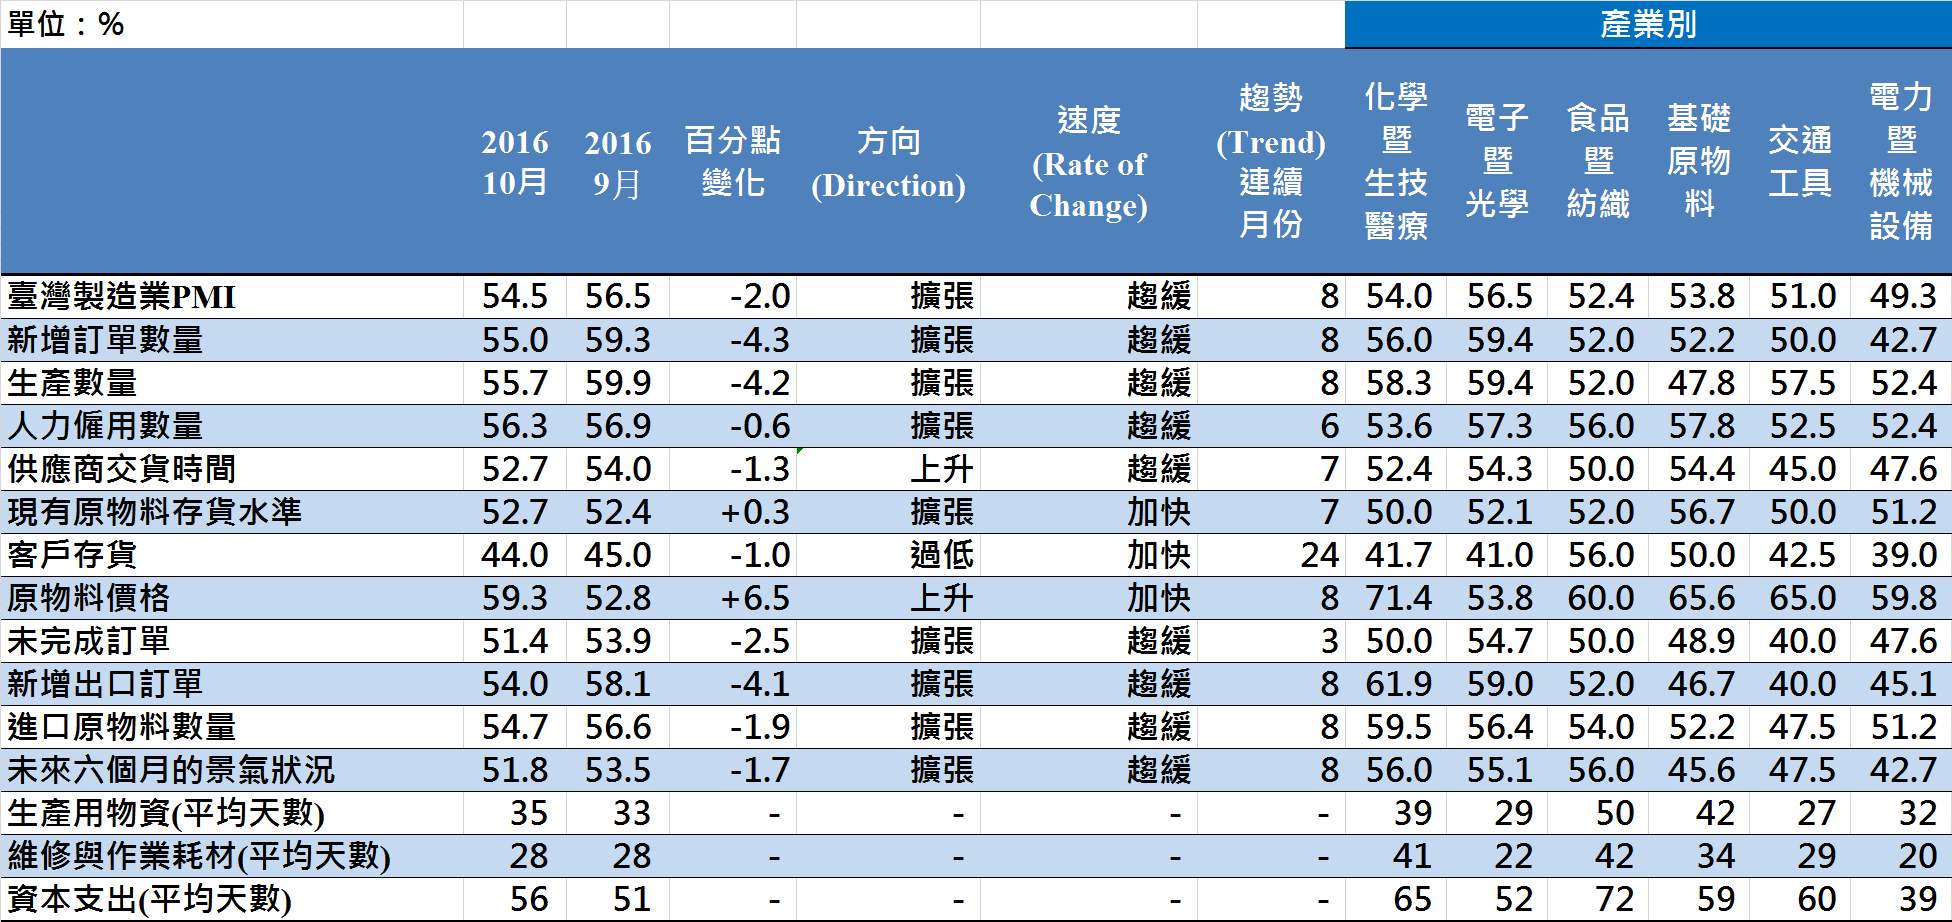 單位：% 產業別
2016 10月 2016 9月 百分點變化 方向 (Direction) 速度 (Rate of Change) 趨勢 (Trend) 連續月份 化學暨生技醫療 電子暨光學 食品暨紡織 基礎原物料 交通工具 電力暨機械設備
臺灣製造業PMI 54.5 56.5 -2.0 擴張 趨緩 8 54.0 56.5 52.4 53.8 51.0 49.3
新增訂單數量 55.0 59.3 -4.3 擴張 趨緩 8 56.0 59.4 52.0 52.2 50.0 42.7
生產數量 55.7 59.9 -4.2 擴張 趨緩 8 58.3 59.4 52.0 47.8 57.5 52.4
人力僱用數量 56.3 56.9 -0.6 擴張 趨緩 6 53.6 57.3 56.0 57.8 52.5 52.4
供應商交貨時間 52.7 54.0 -1.3 上升 趨緩 7 52.4 54.3 50.0 54.4 45.0 47.6
現有原物料存貨水準 52.7 52.4 +0.3 擴張 加快 7 50.0 52.1 52.0 56.7 50.0 51.2
客戶存貨 44.0 45.0 -1.0 過低 加快 24 41.7 41.0 56.0 50.0 42.5 39.0
原物料價格 59.3 52.8 +6.5 上升 加快 8 71.4 53.8 60.0 65.6 65.0 59.8
未完成訂單 51.4 53.9 -2.5 擴張 趨緩 3 50.0 54.7 50.0 48.9 40.0 47.6
新增出口訂單 54.0 58.1 -4.1 擴張 趨緩 8 61.9 59.0 52.0 46.7 40.0 45.1
進口原物料數量 54.7 56.6 -1.9 擴張 趨緩 8 59.5 56.4 54.0 52.2 47.5 51.2
未來六個月的景氣狀況 51.8 53.5 -1.7 擴張 趨緩 8 56.0 55.1 56.0 45.6 47.5 42.7
生產用物資(平均天數) 35 33 - - - - 39 29 50 42 27 32
維修與作業耗材(平均天數) 28 28 - - - - 41 22 42 34 29 20
資本支出(平均天數) 56 51 - - - - 65 52 72 59 60 39